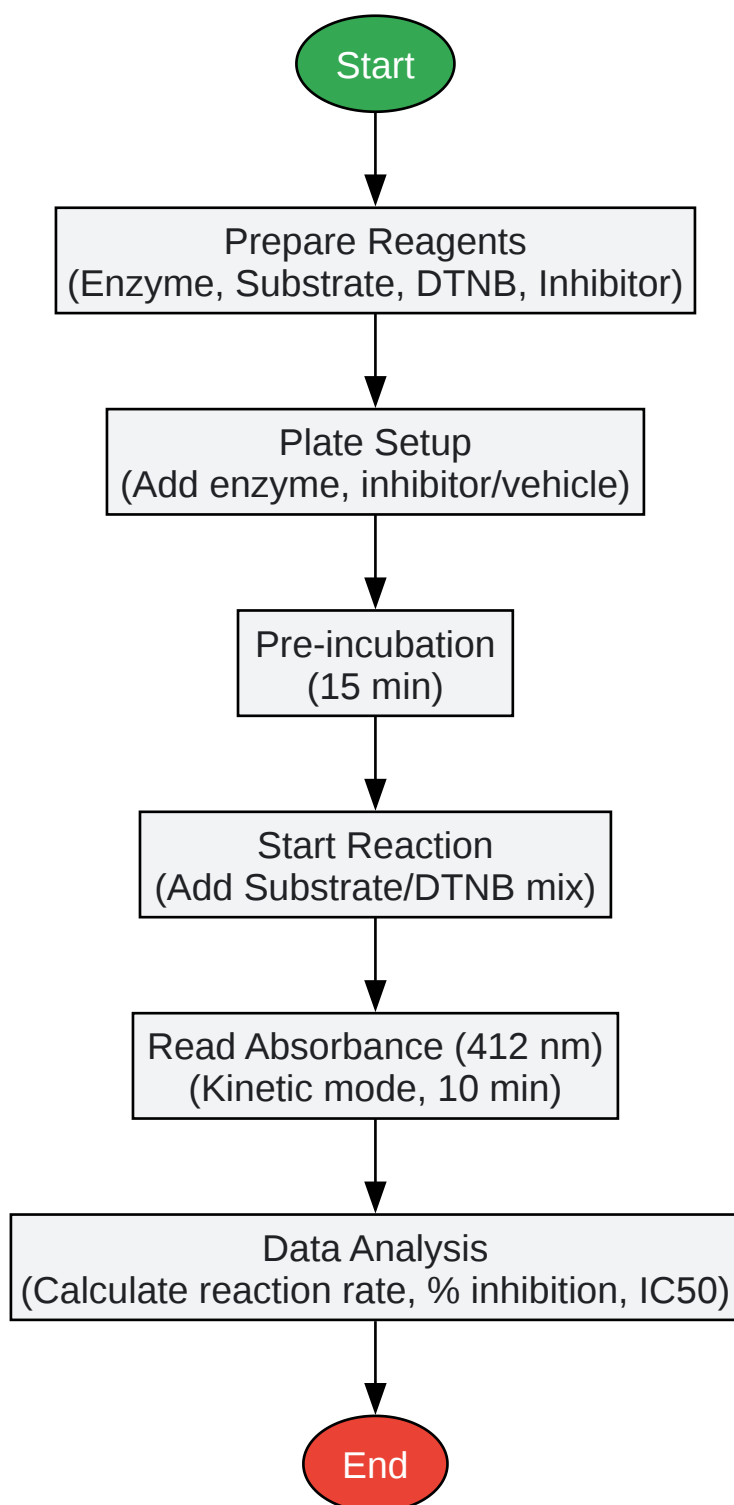 Start
Prepare Reagents
(Enzyme, Substrate, DTNB, Inhibitor)
Plate Setup
(Add enzyme, inhibitor/vehicle)
Pre-incubation
(15 min)
Start Reaction
(Add Substrate/DTNB mix)
Read Absorbance (412 nm)
(Kinetic mode, 10 min)
Data Analysis
(Calculate reaction rate, % inhibition, IC50)
End